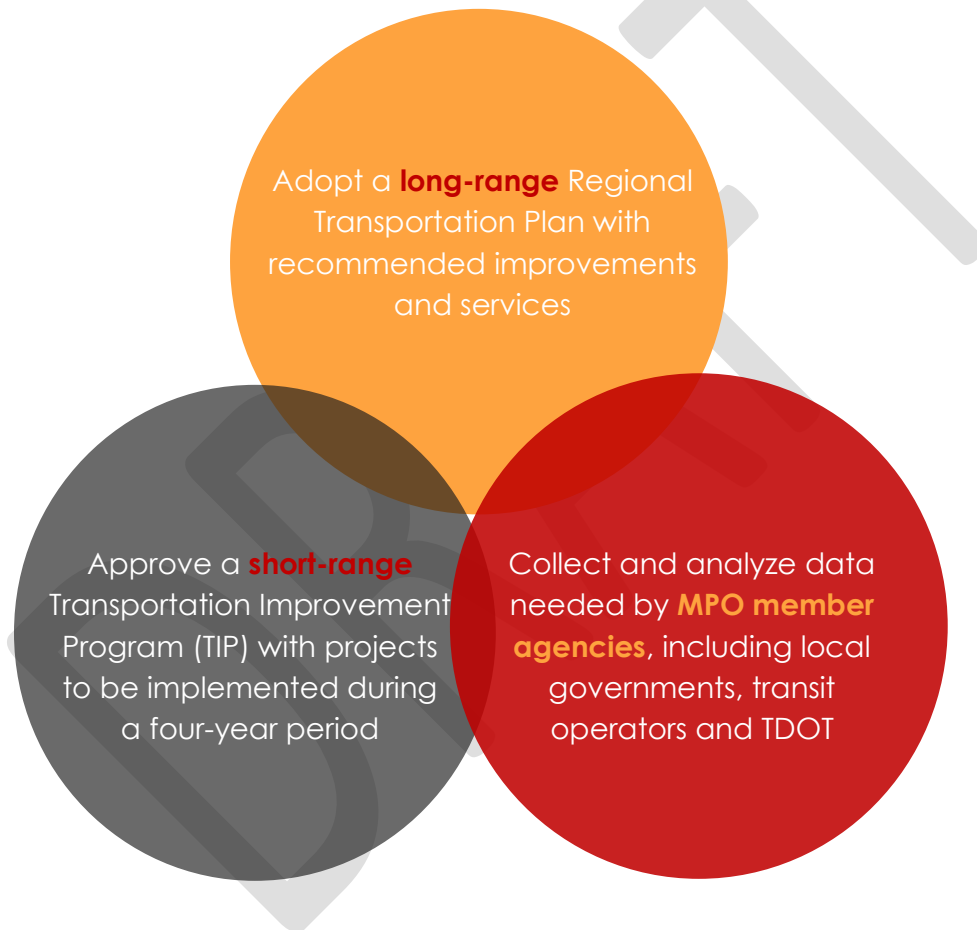 Adopt a long-range Regional
Transportation Plan with
recommended improvements
and services
Approve a short-range
Transportation Improvement
Program (TIP) with projects
to be implemented during
a four-year period
Collect and analyze data
needed by MPO member
agencies, including local
governments, transit
operators and TDOT
DRAFT